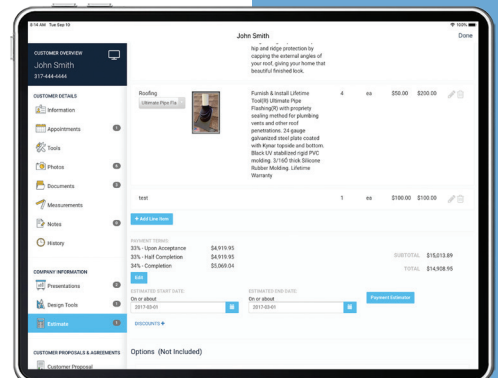 9:14 AM Tue Sep 10
100%
John Smith
Done
CUSTOMER OVERVIEW
John Smith
317-444-4444
CUSTOMER DETAILS
Information
Appointments
Tools
Photos
Documents
Measurements
Notes
History
COMPANY INFORMATION
Presentations
Design Tools
Estimate
CUSTOMER PROPOSALS & AGREEMENTS
Customer Proposal
hip and ridge protection by
capping the external angles of
your roof, giving your home that
beautiful finished look.
Roofing
Ultimate Pipe Fla
Furnish & Install Lifetime
Tool(R) Ultimate Pipe
Flashing(R) with propriety
sealing method for plumbing
vents and other roof
penetrations. 24 gauge
galvanized steel plate coated
with Kynar topside and bottom.
Black UV stabilized rigid PVC
molding. 3/16D thick Silicone
Rubber Molding. Lifetime
Warranty
4 ea $50.00 $200.00
test 1 ea $100.00 $100.00
+ Add Line Item
PAYMENT TERMS:
33% - Upon Acceptance $4,919.95
33% - Half Completion $4,919.95
34% - Completion $5,069.04
Edit
SUBTOTAL $15,013.89
TOTAL $14,908.95
ESTIMATED START DATE:
On or about
2017-03-01
ESTIMATED END DATE:
On or about
2017-03-01
Payment Estimator
DISCOUNTS +
Options (Not Included)